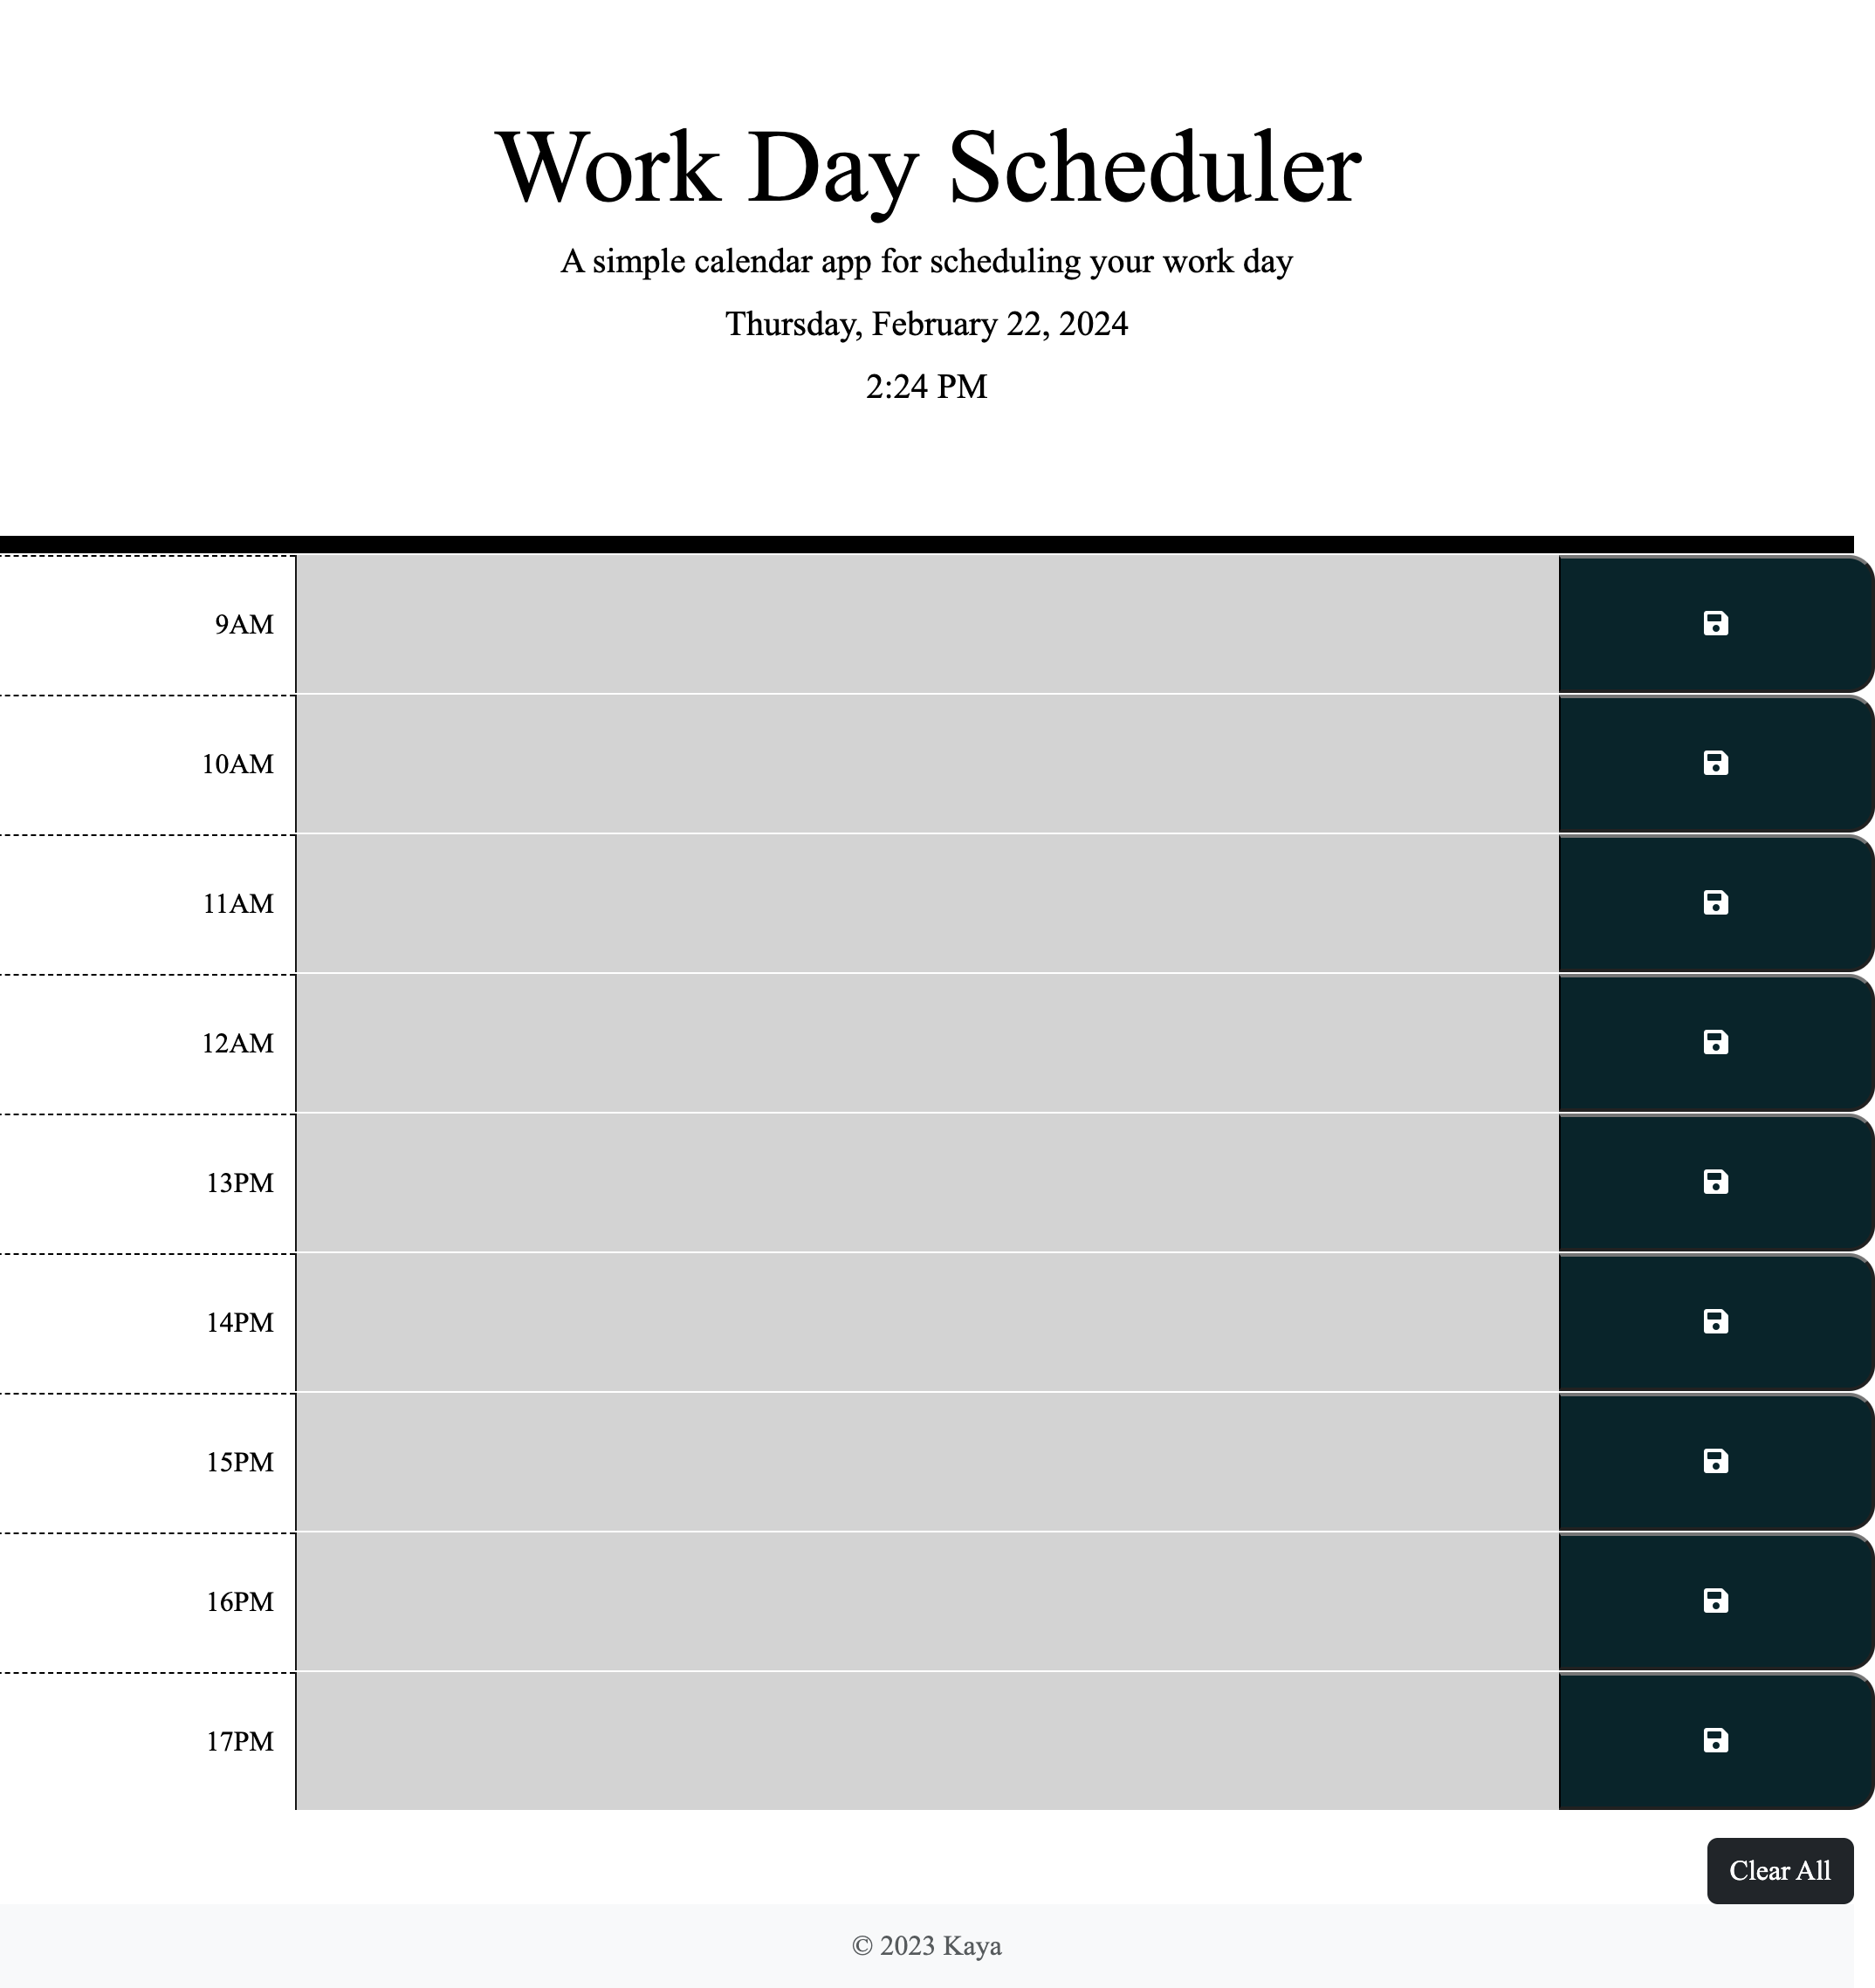 Work Day Scheduler
A simple calendar app for scheduling your work day
Thursday, February 22, 2024
2:24 PM
9AM
10AM
11AM
12AM
13PM
14PM
15PM
16PM
17PM
Clear All
© 2023 Kaya